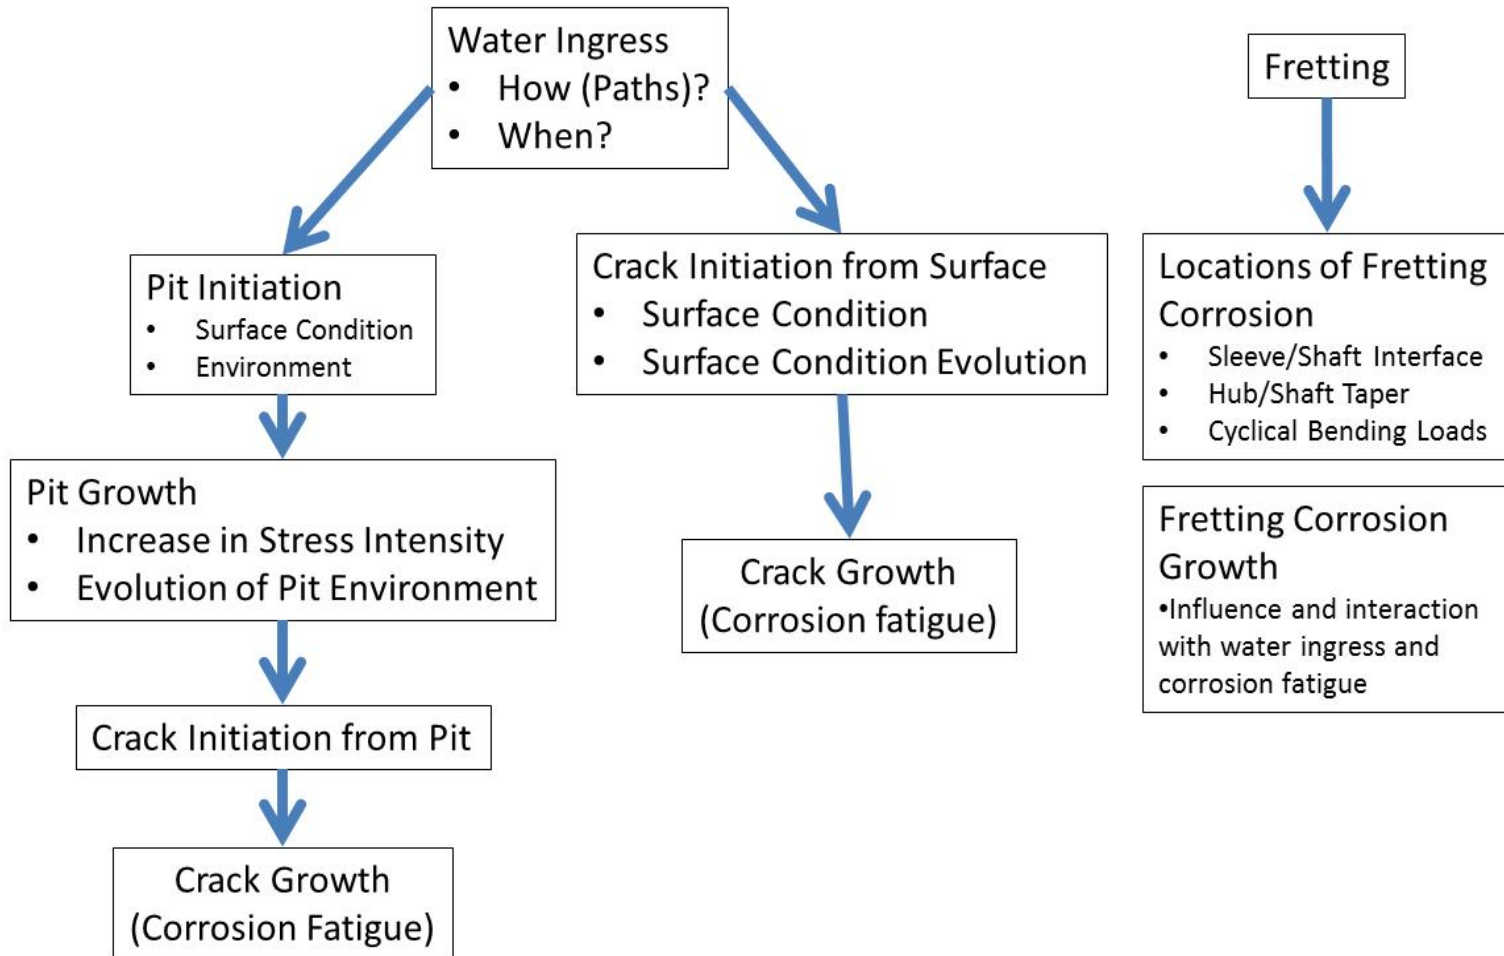 Water Ingress
• How (Paths)?
• When?
Fretting
Pit Initiation
• Surface Condition
• Environment
Crack Initiation from Surface
• Surface Condition
• Surface Condition Evolution
Locations of Fretting
Corrosion
• Sleeve/Shaft Interface
• Hub/Shaft Taper
• Cyclical Bending Loads
Pit Growth
• Increase in Stress Intensity
• Evolution of Pit Environment
Crack Growth
(Corrosion fatigue)
Fretting Corrosion
Growth
•Influence and interaction
with water ingress and
corrosion fatigue
Crack Initiation from Pit
Crack Growth
(Corrosion Fatigue)